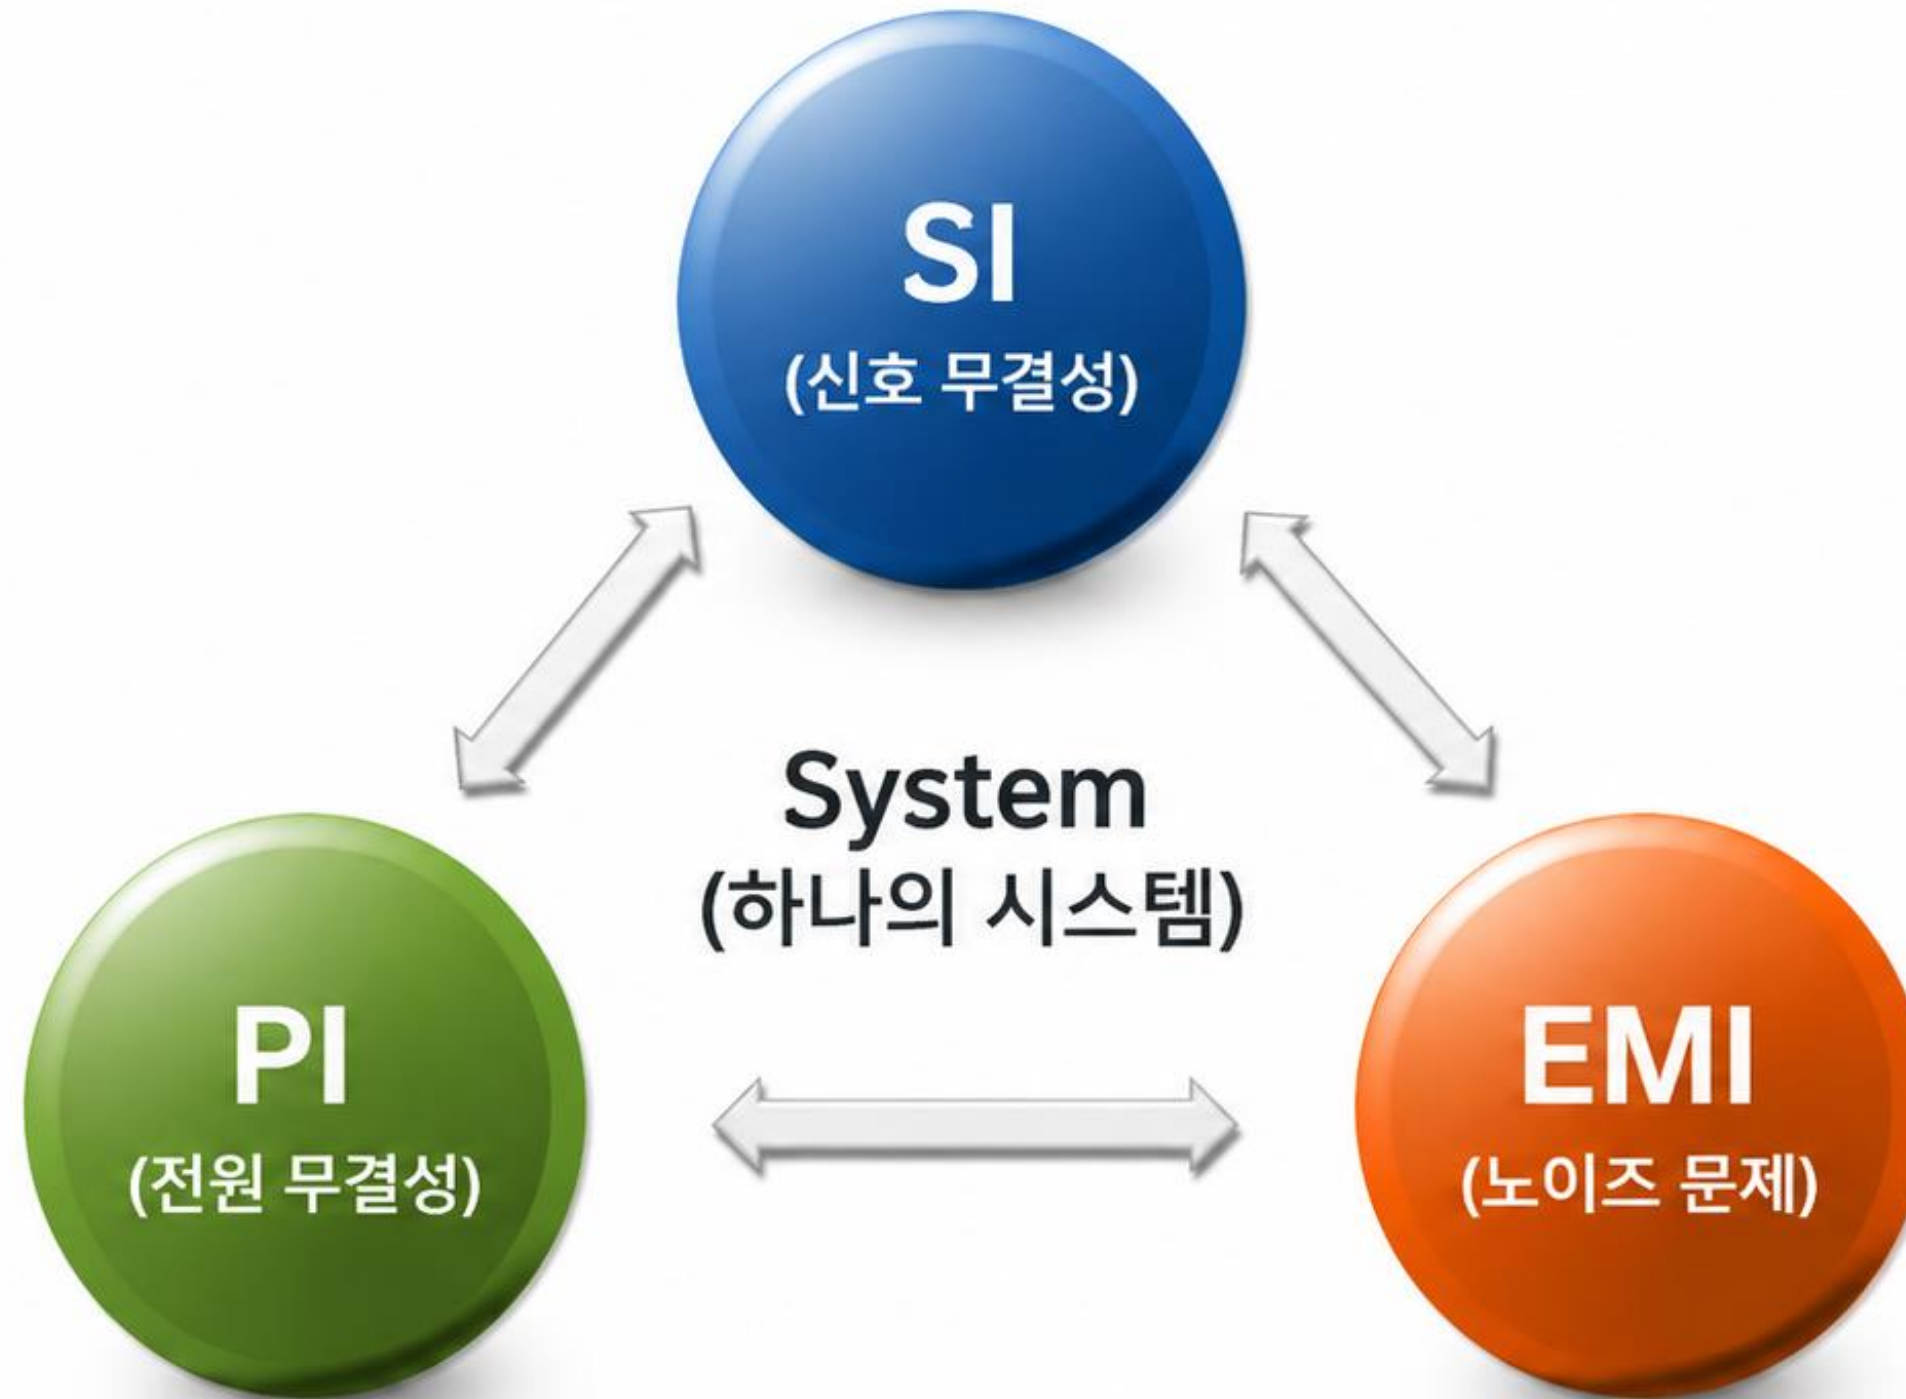 SI
(신호 무결성)
System
(하나의 시스템)
PI
(전원 무결성)
EMI
(노이즈 문제)